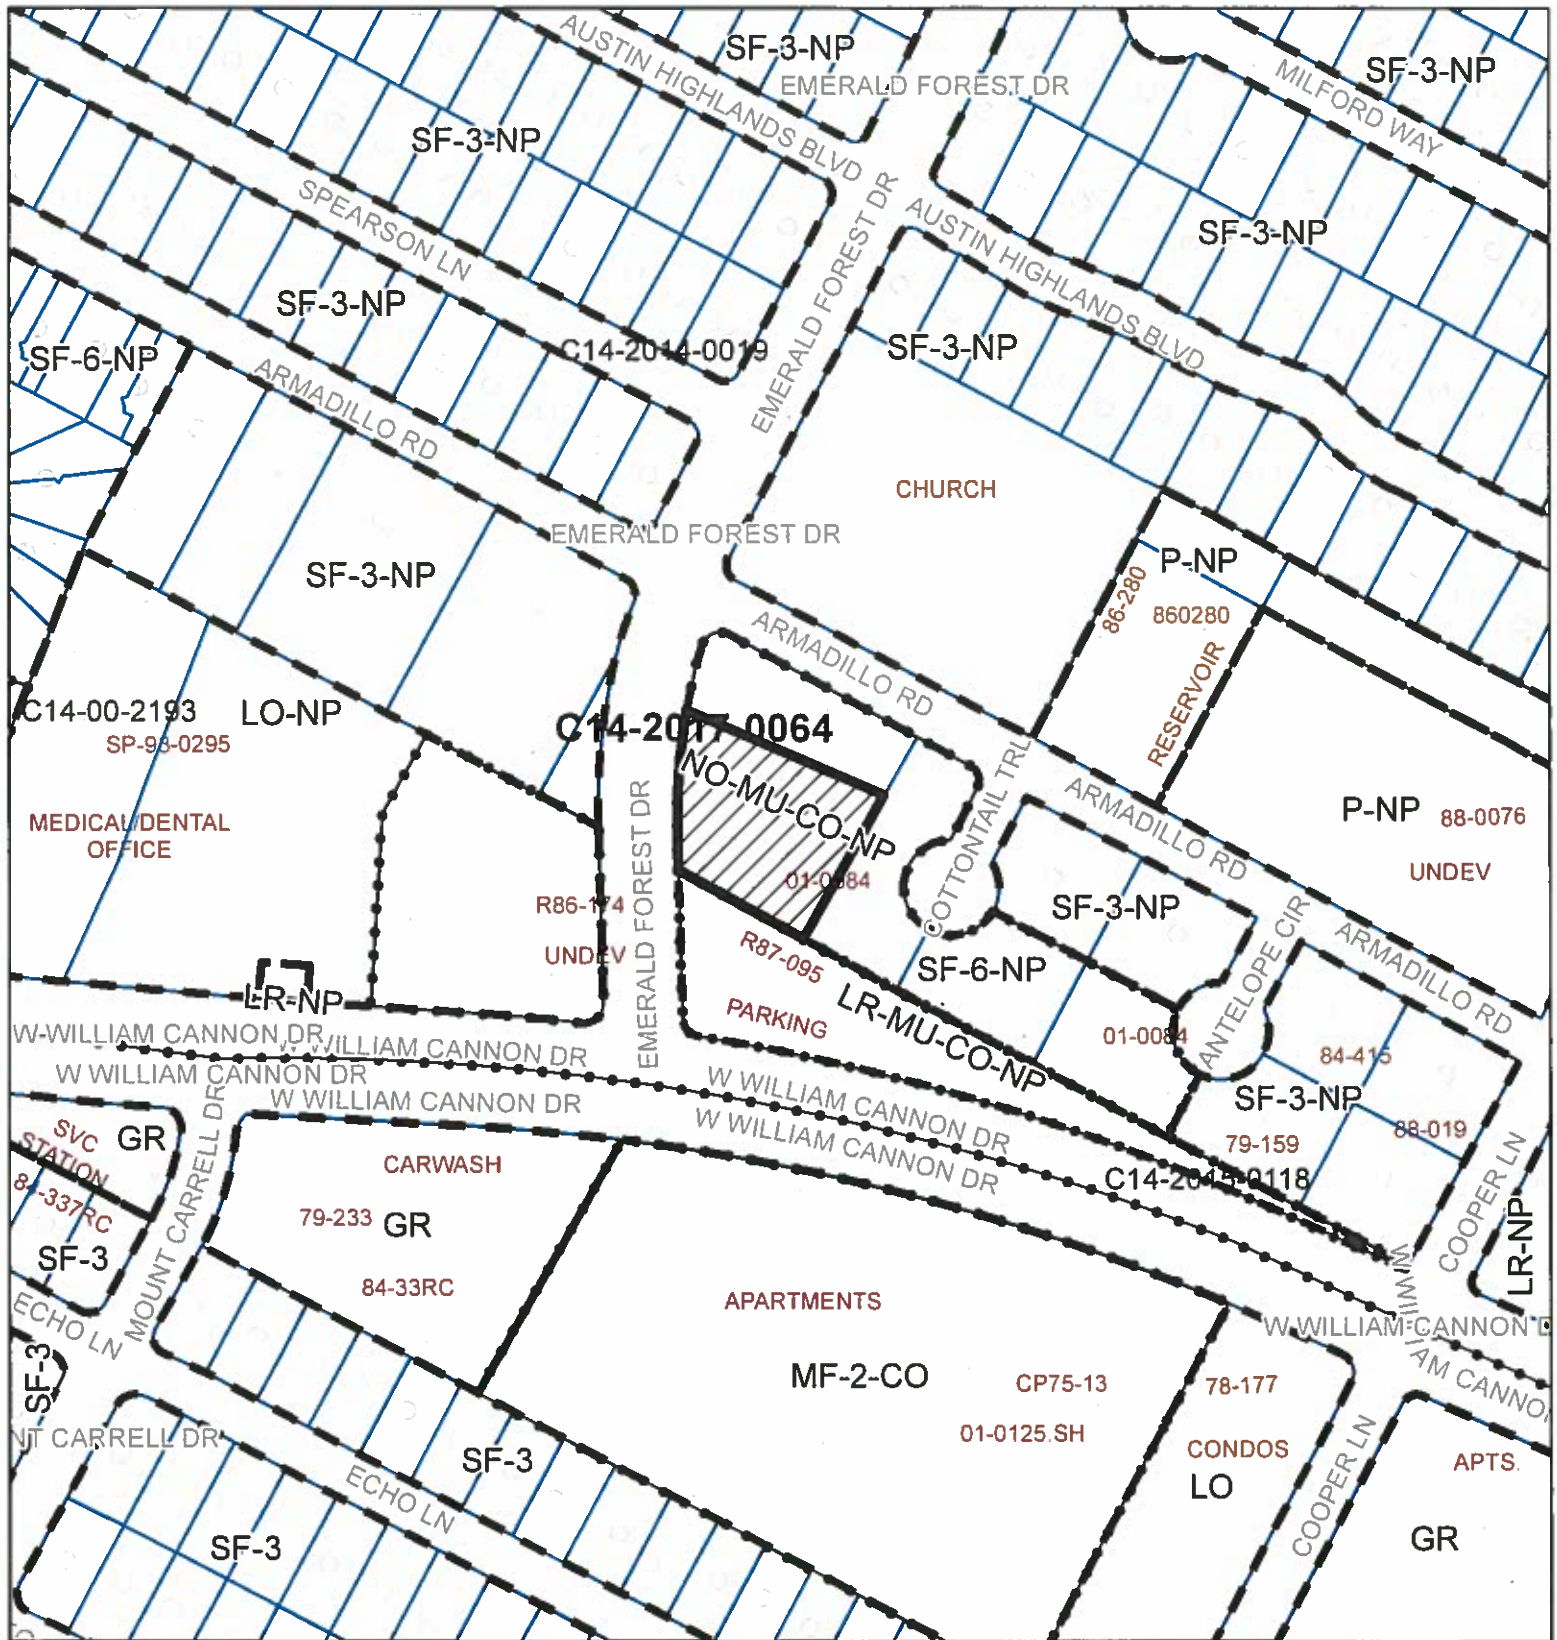 SF-3-NP
EMERALD FOREST DR
AUSTIN HIGHLANDS BLVD
MILFORD WAY
SF-3-NP
SF-3-NP
SPEARSON LN
EMERALD FOREST DR
AUSTIN HIGHLANDS BLVD
SF-3-NP
SF-3-NP
SF-6-NP
ARMADILLO RD
C14-2014-0019
SF-3-NP
CHURCH
EMERALD FOREST DR
SF-3-NP
P-NP
86-280
860280
RESERVOIR
ARMADILLO RD
C14-00-2193
LO-NP
SP-98-0295
C14-2017-0064
NO-MU-CO-NP
01-0084
COTTONTAIL TRL
ARMADILLO RD
P-NP
88-0076
UNDEV
MEDICAL/DENTAL
OFFICE
EMERALD FOREST DR
R86-174
UNDEV
SF-3-NP
ANTELOPE CIR
ARMADILLO RD
R87-095
PARKING
SF-6-NP
LR-MU-CO-NP
01-0084
84-415
LR-NP
W WILLIAM CANNON DR
W WILLIAM CANNON DR
W WILLIAM CANNON DR
W WILLIAM CANNON DR
W WILLIAM CANNON DR
W WILLIAM CANNON DR
SF-3-NP
88-019
79-159
C14-2015-0118
COOPER LN
LR-NP
SVC
STATION
GR
84-337RC
SF-3
MOUNT CARRELL DR
CARWASH
79-233
GR
84-33RC
ECHO LN
SF-3
APARTMENTS
MF-2-CO
CP75-13
01-0125.SH
W WILLIAM CANNON D
W WILLIAM CANNO
78-177
CONDOS
LO
COOPER LN
APTS.
GR
NT CARRELL DR
SF-3
ECHO LN
SF-3